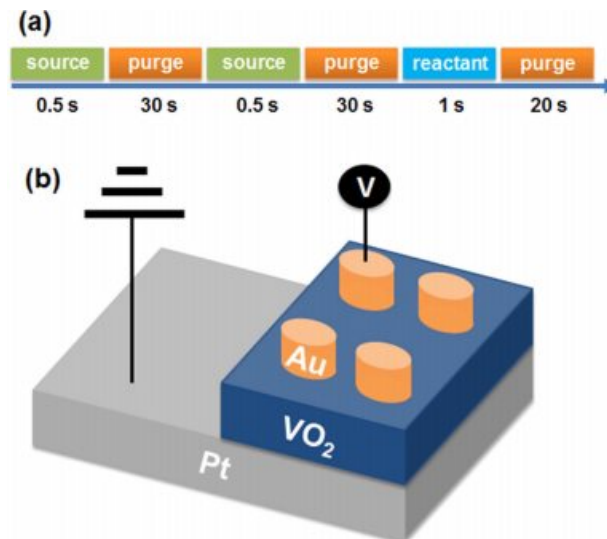 (a)
source purge source purge reactant purge
0.5 s 30 s 0.5 s 30 s 1 s 20 s
(b)
V
Au
VO₂
Pt